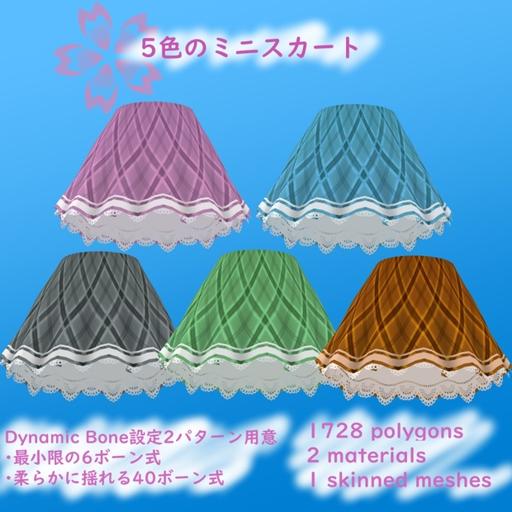 5色のミニスカート
Dynamic Bone設定2パターン用意
・最小限の6ボーン式
・柔らかに揺れる40ボーン式
1728 polygons
2 materials
1 skinned meshes